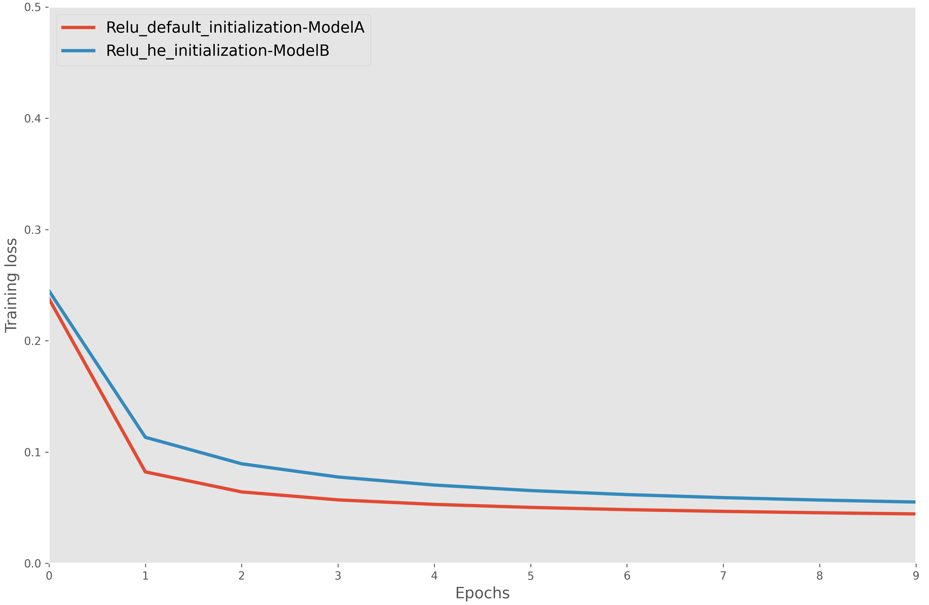 Relu_default_initialization-ModelA
Relu_he_initialization-ModelB
0.5
0.4
0.3
0.2
0.1
0.0
Training loss
0 1 2 3 4 5 6 7 8 9
Epochs